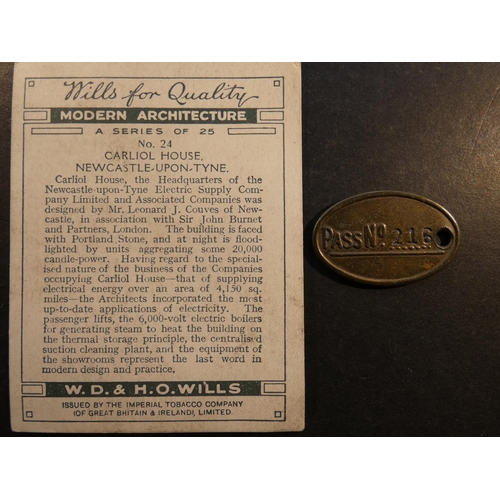 Wills for Quality
MODERN ARCHITECTURE
A SERIES OF 25
No. 24
CARLIOL HOUSE,
NEWCASTLE-UPON-TYNE.
Carliol House, the Headquarters of the
Newcastle-upon-Tyne Electric Supply Com-
pany Limited and Associated Companies was
designed by Mr. Leonard J. Couves of New-
castle, in association with Sir John Burnet
and Partners, London. The building is faced
with Portland Stone, and at night is flood-
lighted by units aggregating some 20,000
candle-power. Having regard to the special-
ised nature of the business of the Companies
occupying Carliol House—that of supplying
electrical energy over an area of 4,150 sq.
miles—the Architects incorporated the most
up-to-date applications of electricity. The
passenger lifts, the 6,000-volt electric boilers
for generating steam to heat the building on
the thermal storage principle, the centralised
suction cleaning plant, and the equipment of
the showrooms represent the last word in
modern design and practice.
W.D. & H.O. WILLS
ISSUED BY THE IMPERIAL TOBACCO COMPANY
(OF GREAT BRITAIN & IRELAND), LIMITED.
PASS No. 216